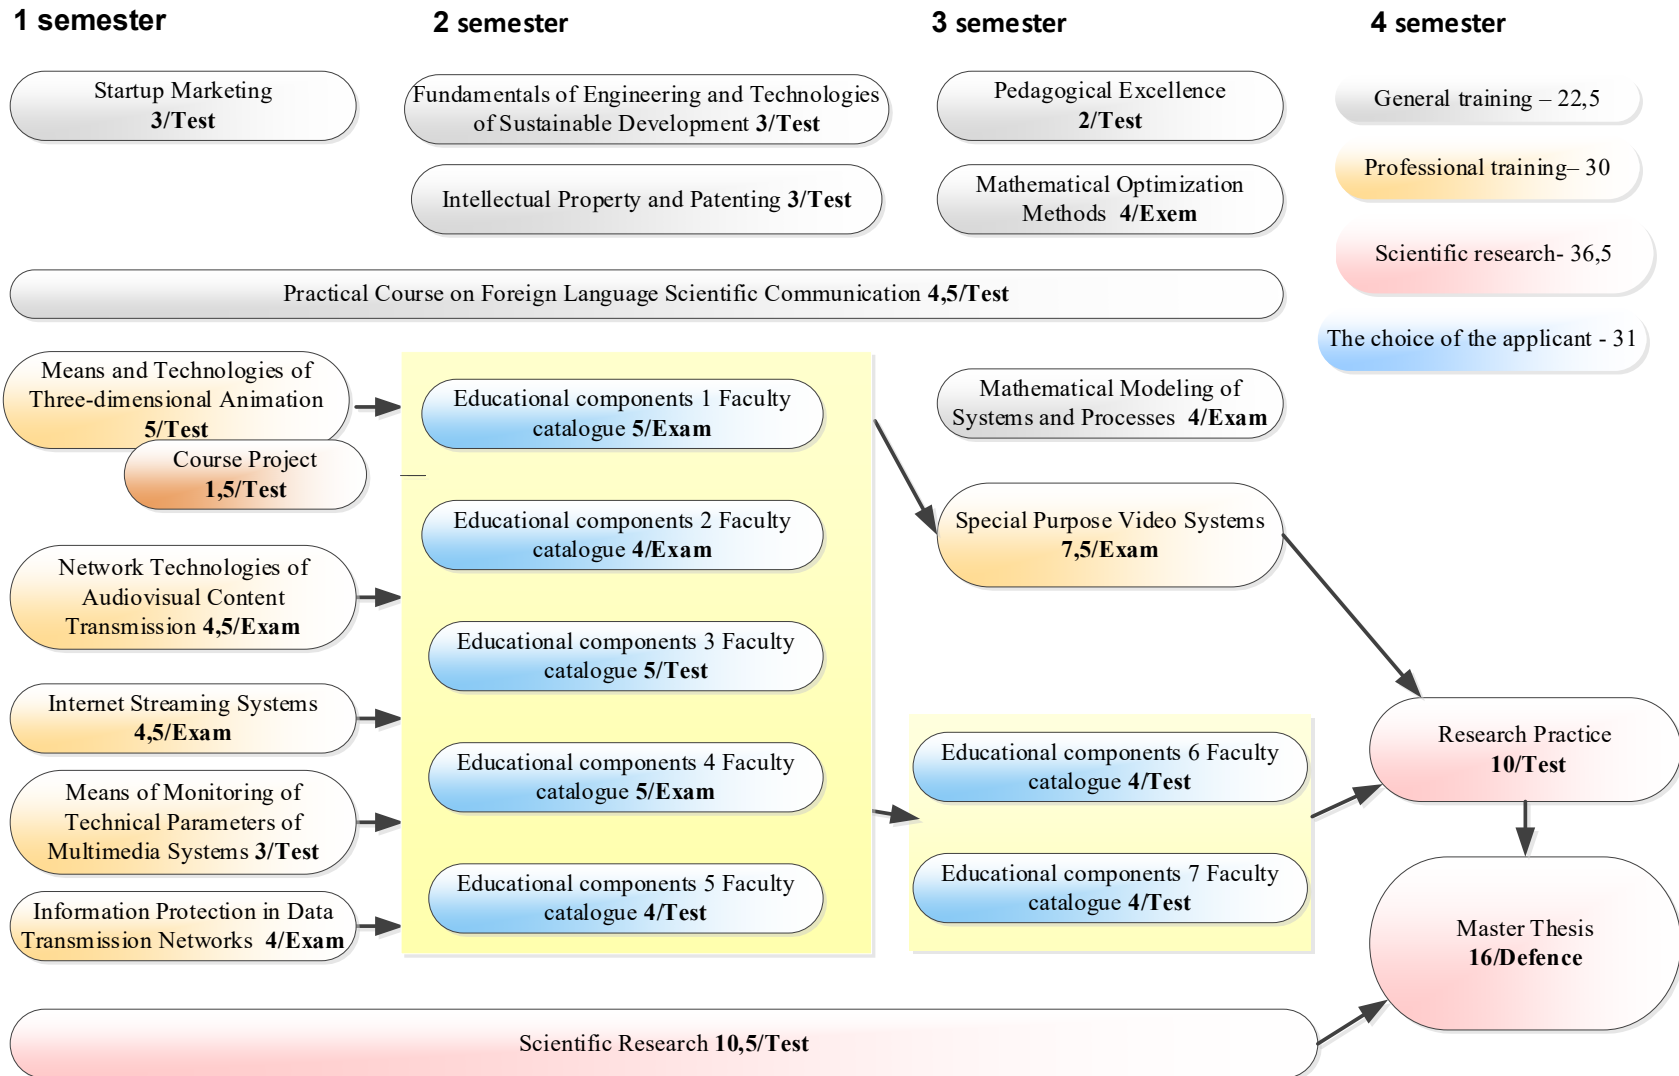 1 semester
2 semester
3 semester
4 semester
Startup Marketing
3/Test
Fundamentals of Engineering and Technologies
of Sustainable Development 3/Test
Pedagogical Excellence
2/Test
General training – 22,5
Intellectual Property and Patenting 3/Test
Mathematical Optimization
Methods 4/Exem
Professional training– 30
Scientific research- 36,5
The choice of the applicant - 31
Practical Course on Foreign Language Scientific Communication 4,5/Test
Means and Technologies of
Three-dimensional Animation
5/Test
Course Project
1,5/Test
Network Technologies of
Audiovisual Content
Transmission 4,5/Exam
Internet Streaming Systems
4,5/Exam
Means of Monitoring of
Technical Parameters of
Multimedia Systems 3/Test
Information Protection in Data
Transmission Networks 4/Exam
Educational components 1 Faculty
catalogue 5/Exam
Educational components 2 Faculty
catalogue 4/Exam
Educational components 3 Faculty
catalogue 5/Test
Educational components 4 Faculty
catalogue 5/Exam
Educational components 5 Faculty
catalogue 4/Test
Mathematical Modeling of
Systems and Processes 4/Exam
Special Purpose Video Systems
7,5/Exam
Educational components 6 Faculty
catalogue 4/Test
Educational components 7 Faculty
catalogue 4/Test
Research Practice
10/Test
Master Thesis
16/Defence
Scientific Research 10,5/Test